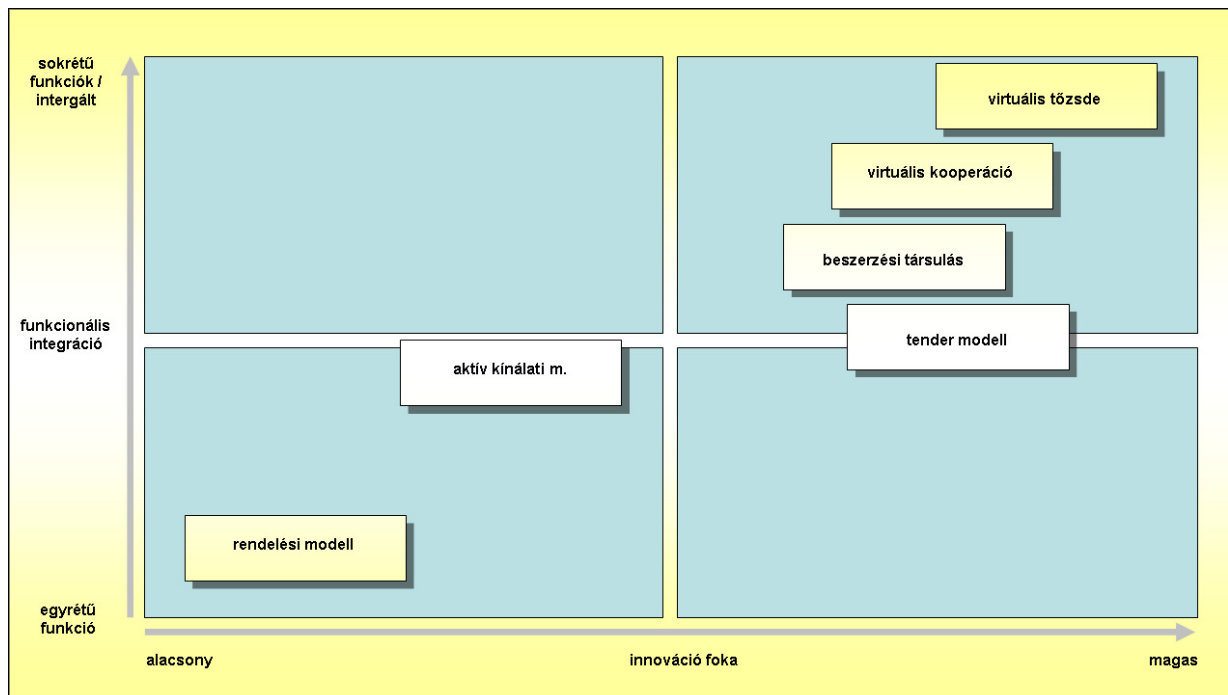 sokrétű
funkciók /
intergált
virtuális tőzsde
virtuális kooperáció
beszerzési társulás
funkcionális
integráció
tender modell
aktív kínálati m.
rendelési modell
egyrétű
funkció
alacsony
innováció foka
magas